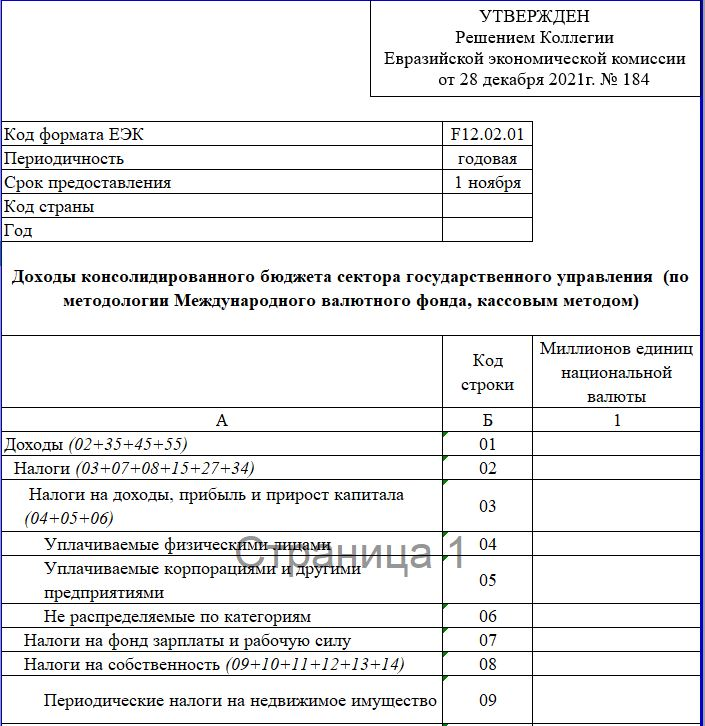 УТВЕРЖДЕН
Решением Коллегии
Евразийской экономической комиссии
от 28 декабря 2021г. № 184
Код формата ЕЭК F12.02.01
Периодичность годовая
Срок предоставления 1 ноября
Код страны
Год
Доходы консолидированного бюджета сектора государственного управления (по
методологии Международного валютного фонда, кассовым методом)
Код
строки
Миллионов единиц
национальной
валюты
А Б 1
Доходы (02+35+45+55) 01
Налоги (03+07+08+15+27+34) 02
Налоги на доходы, прибыль и прирост капитала
(04+05+06)
03
Уплачиваемые физическими лицами 04
Страница 1
Уплачиваемые корпорациями и другими
предприятиями
05
Не распределяемые по категориям 06
Налоги на фонд зарплаты и рабочую силу 07
Налоги на собственность (09+10+11+12+13+14) 08
Периодические налоги на недвижимое имущество 09